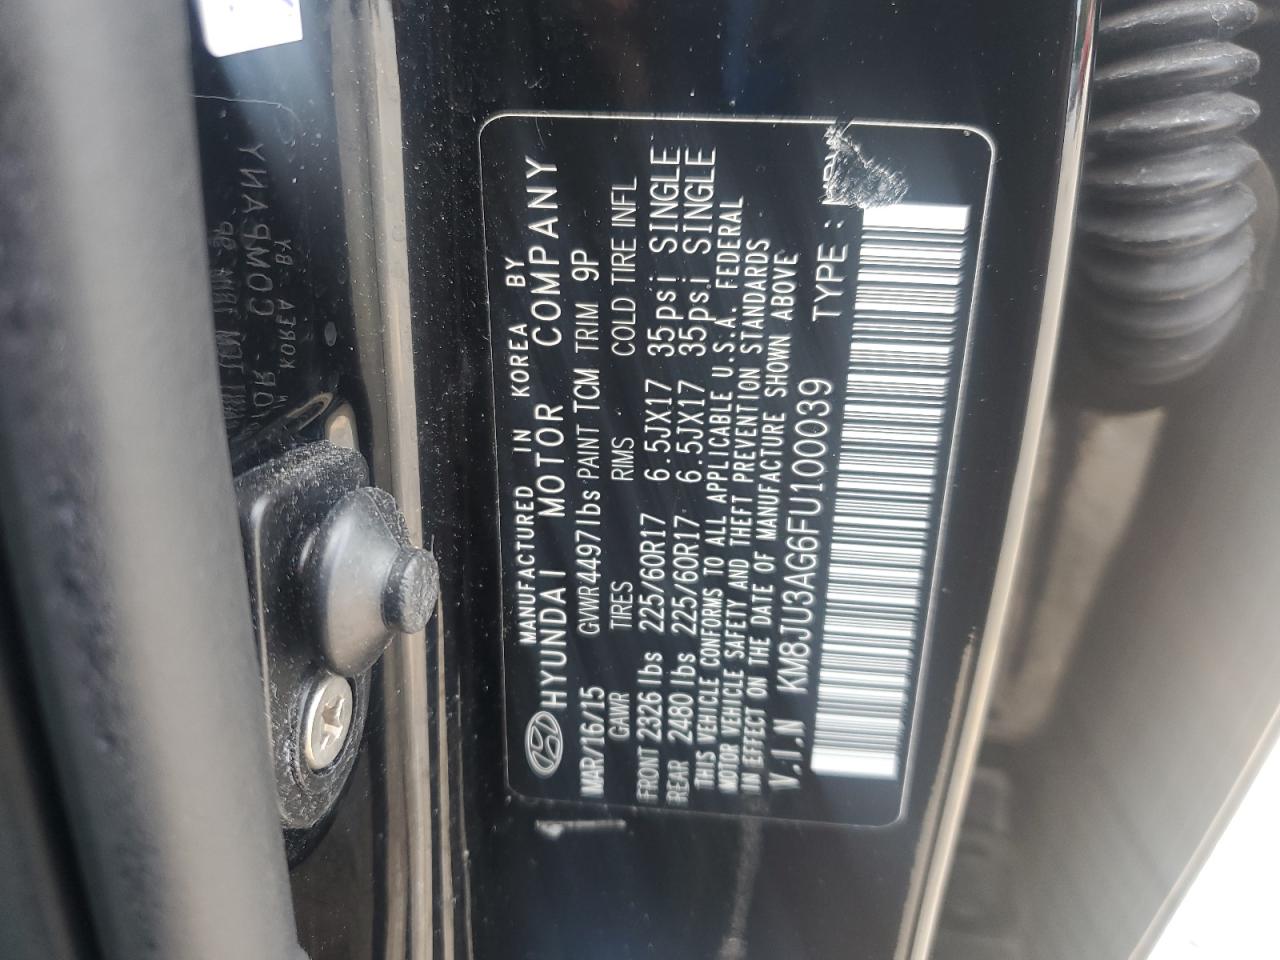 MANUFACTURED IN KOREA BY
HYUNDAI MOTOR COMPANY
MAR/16/15 GVWR4497lbs PAINT TCM TRIM 9P
GAWR TIRES RIMS COLD TIRE INFL
FRONT 2326 lbs 225/60R17 6.5JX17 35psi SINGLE
REAR 2480 lbs 225/60R17 6.5JX17 35psi SINGLE
THIS VEHICLE CONFORMS TO ALL APPLICABLE U.S.A. FEDERAL
MOTOR VEHICLE SAFETY AND THEFT PREVENTION STANDARDS
IN EFFECT ON THE DATE OF MANUFACTURE SHOWN ABOVE
V.I.N KM8JU3AG6FU100039 TYPE :